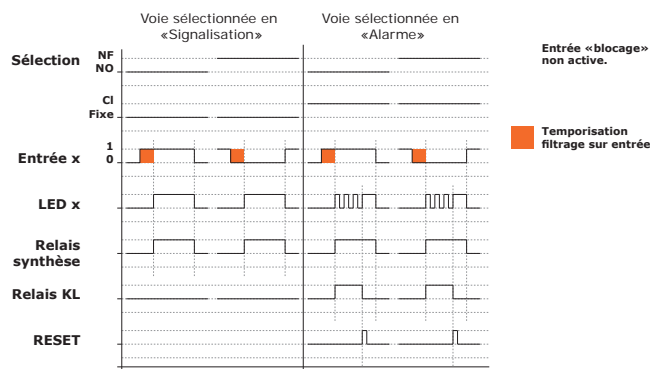 Voie sélectionnée en
«Signalisation»
Voie sélectionnée en
«Alarme»
Entrée «blocage»
non active.
Sélection
NF
NO
Cl
Fixe
Temporisation
filtrage sur entrée
Entrée x
1
0
LED x
Relais
synthèse
Relais KL
RESET